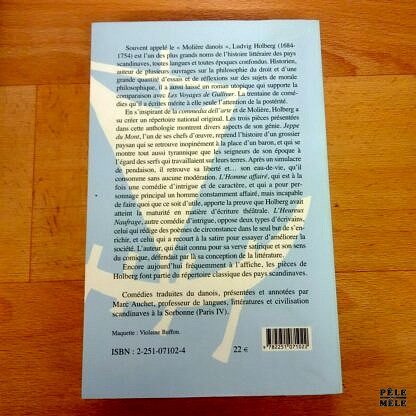 Souvent appelé le « Molière danois », Ludvig Holberg (1684-
1754) est l'un des plus grands noms de l'histoire littéraire des pays
scandinaves, toutes langues et toutes époques confondus. Historien,
auteur de plusieurs ouvrages sur la philosophie du droit et d'une
grande quantité d'essais et de réflexions sur des sujets de morale
philosophique, il a aussi laissé un roman utopique qui supporte la
comparaison avec Les Voyages de Gulliver. La trentaine de comé-
dies qu'il a écrites mérite à elle seule l'attention de la postérité.
En s'inspirant de la commedia dell'arte et de Molière, Holberg a
su créer un répertoire national original. Les trois pièces présentées
dans cette anthologie montrent divers aspects de son génie. Jeppe
du Mont, l'un de ses chefs d'œuvre, reprend l'histoire d'un grossier
paysan qui se retrouve inopinément à la place d'un baron, et qui se
montre tout aussi tyrannique que les seigneurs de son époque à
l'égard des serfs qui travaillaient sur leurs terres. Après un simulacre
de pendaison, il retrouve sa liberté et… son eau-de-vie, qu'il
consomme sans aucune modération. L'Homme affairé, qui est à la
fois une comédie d'intrigue et de caractère, et qui a pour per-
sonnage principal un homme constamment affairé, mais incapable
de faire quoi que ce soit d'utile, apporte la preuve que Holberg avait
atteint la maturité en matière d'écriture théâtrale. L'Heureux
Naufrage, autre comédie d'intrigue, oppose deux types d'écrivains,
celui qui rédige des poèmes de circonstance dans le seul but de s'en-
richir, et celui qui a recourt à la satire pour essayer d'améliorer la
société. L'auteur, qui était connu pour sa verve satirique et son sens
du comique, défendait par là sa conception de la littérature.
Encore aujourd'hui fréquemment à l'affiche, les pièces de
Holberg font partie du répertoire classique des pays scandinaves.
Comédies traduites du danois, présentées et annotées par
Marc Auchet, professeur de langues, littératures et civilisation
scandinaves à la Sorbonne (Paris IV).
Maquette : Violaine Buffon.
ISBN : 2-251-07102-4
22 €
9 782251 071022
PÊLE
MÊLE